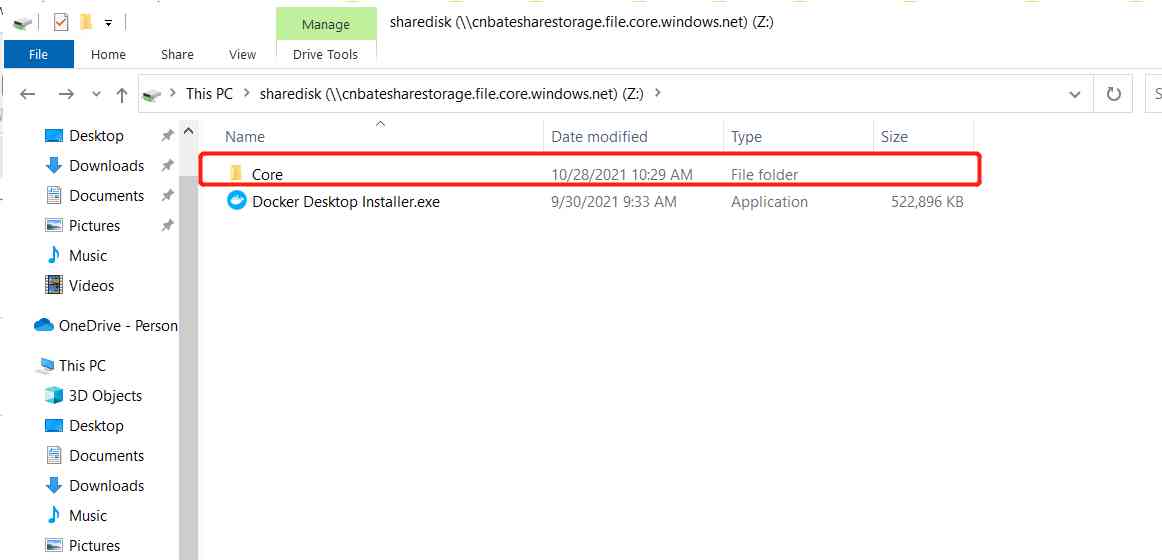 Manage
sharedisk (\\cnbatesharestorage.file.core.windows.net) (Z:)
File Home Share View Drive Tools
This PC sharedisk (\\cnbatesharestorage.file.core.windows.net) (Z:) S
Name Date modified Type Size
Core 10/28/2021 10:29 AM File folder
Docker Desktop Installer.exe 9/30/2021 9:33 AM Application 522,896 KB
Desktop
Downloads
Documents
Pictures
Music
Videos
OneDrive - Person
This PC
3D Objects
Desktop
Documents
Downloads
Music
Pictures